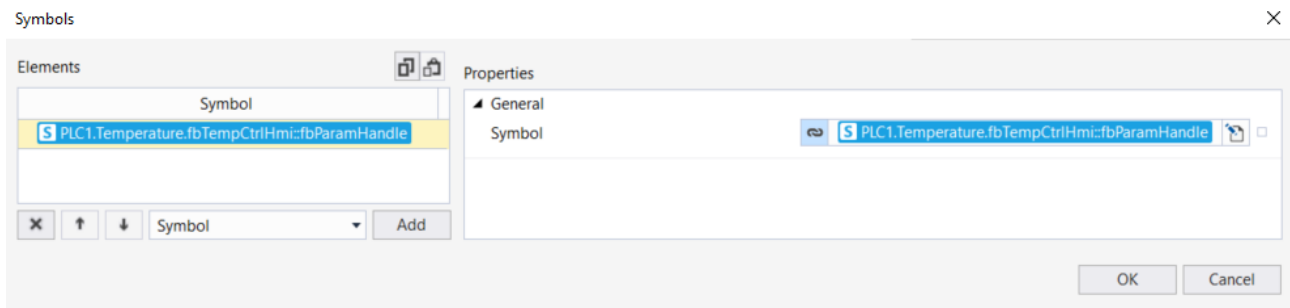 Symbols
Elements
Symbol
S PLC1.Temperature.fbTempCtrlHmi::fbParamHandle
Symbol
Add
Properties
General
Symbol
S PLC1.Temperature.fbTempCtrlHmi::fbParamHandle
OK
Cancel